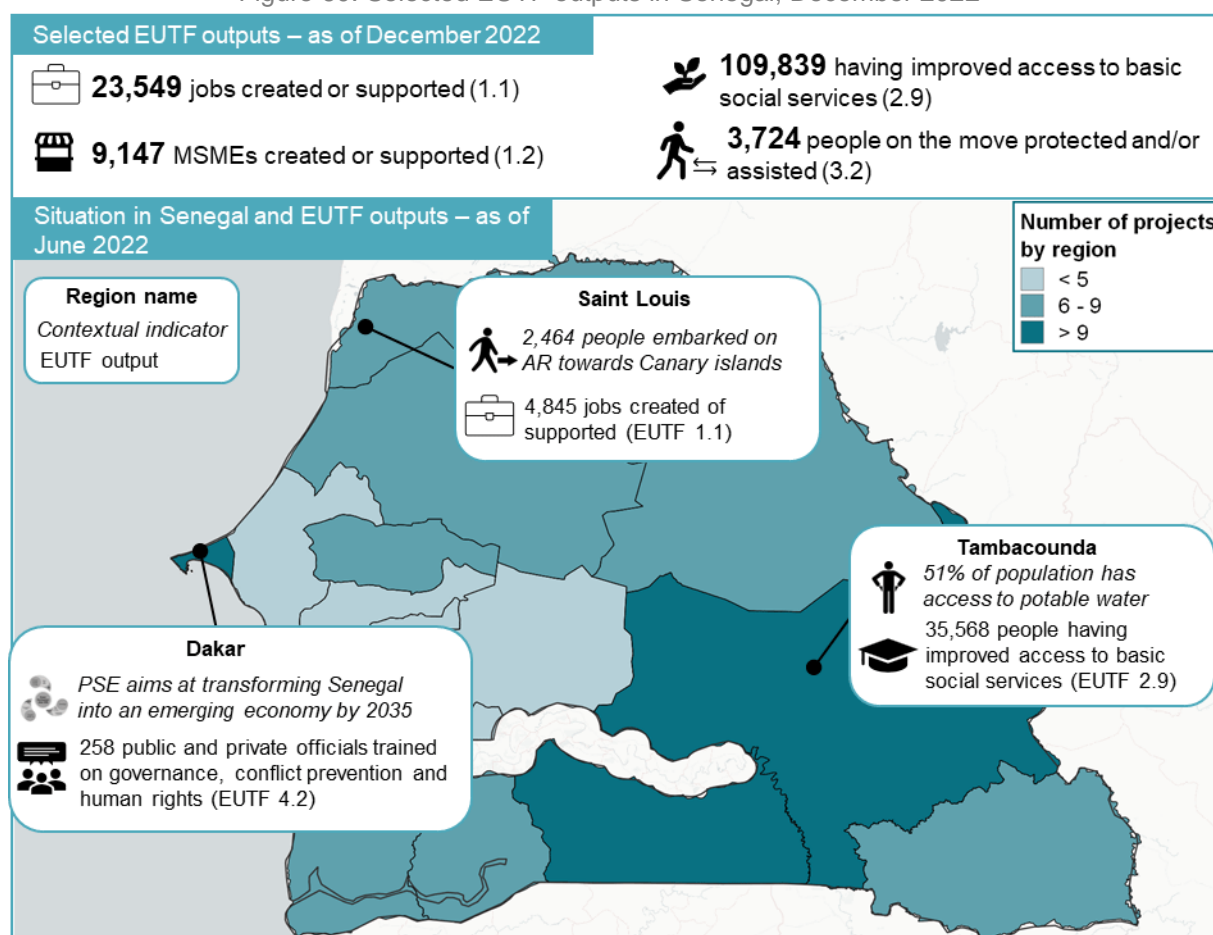 Selected EUTF outputs – as of December 2022
23,549 jobs created or supported (1.1)
9,147 MSMEs created or supported (1.2)
109,839 having improved access to basic
social services (2.9)
3,724 people on the move protected and/or
assisted (3.2)
Situation in Senegal and EUTF outputs – as of
June 2022
Number of projects
by region
< 5
6 - 9
> 9
Region name
Contextual indicator
EUTF output
Saint Louis
2,464 people embarked on
AR towards Canary islands
4,845 jobs created of
supported (EUTF 1.1)
Tambacounda
51% of population has
access to potable water
35,568 people having
improved access to basic
social services (EUTF 2.9)
Dakar
PSE aims at transforming Senegal
into an emerging economy by 2035
258 public and private officials trained
on governance, conflict prevention and
human rights (EUTF 4.2)